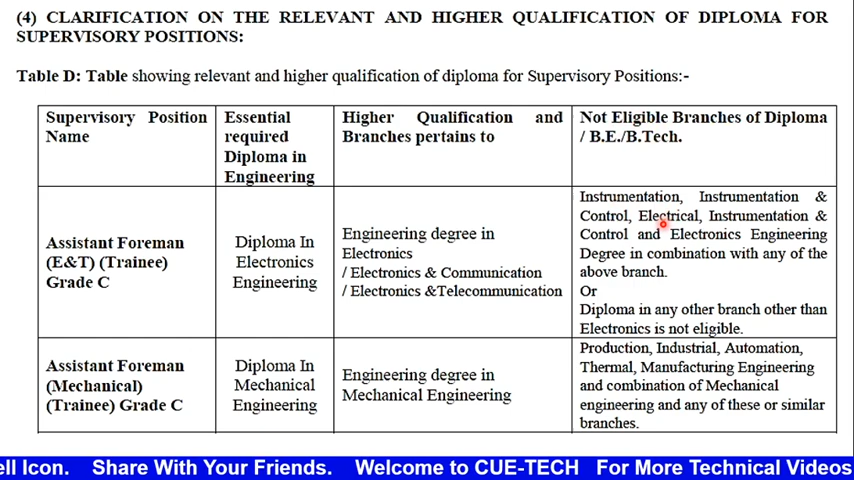 (4) CLARIFICATION ON THE RELEVANT AND HIGHER QUALIFICATION OF DIPLOMA FOR
SUPERVISORY POSITIONS:
Table D: Table showing relevant and higher qualification of diploma for Supervisory Positions:-
Supervisory Position
Name
Essential
required
Diploma in
Engineering
Higher Qualification and
Branches pertains to
Not Eligible Branches of Diploma
/ B.E./B.Tech.
Assistant Foreman
(E&T) (Trainee)
Grade C
Diploma In
Electronics
Engineering
Engineering degree in
Electronics
/ Electronics & Communication
/ Electronics &Telecommunication
Instrumentation, Instrumentation &
Control, Electrical, Instrumentation &
Control and Electronics Engineering
Degree in combination with any of the
above branch.
Or
Diploma in any other branch other than
Electronics is not eligible.
Assistant Foreman
(Mechanical)
(Trainee) Grade C
Diploma In
Mechanical
Engineering
Engineering degree in
Mechanical Engineering
Production, Industrial, Automation,
Thermal, Manufacturing Engineering
and combination of Mechanical
engineering and any of these or similar
branches.
ell Icon. Share With Your Friends. Welcome to CUE-TECH For More Technical Videos